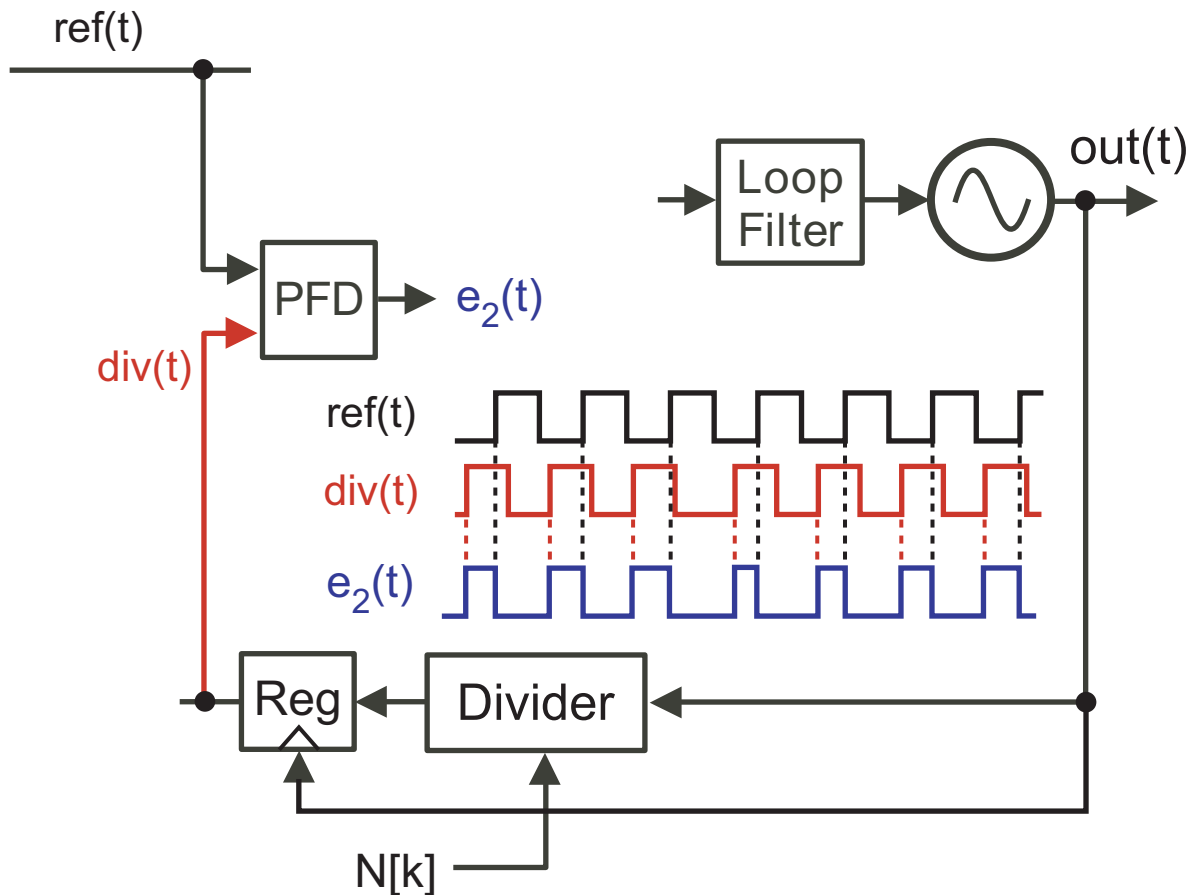 ref(t)
out(t)
Loop
Filter
PFD
e₂(t)
div(t)
ref(t)
div(t)
e₂(t)
Reg
Divider
N[k]